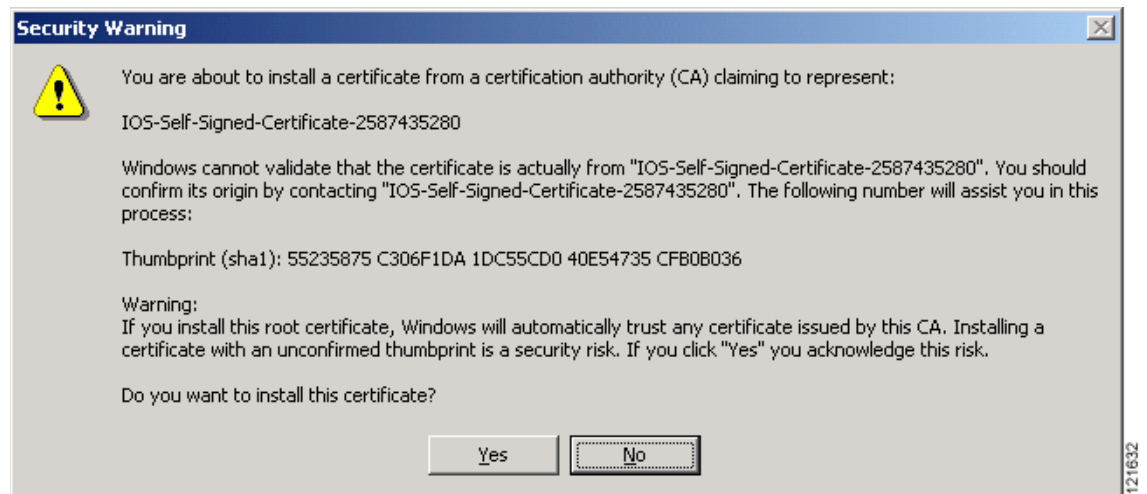 Security Warning
You are about to install a certificate from a certification authority (CA) claiming to represent:
IOS-Self-Signed-Certificate-2587435280
Windows cannot validate that the certificate is actually from "IOS-Self-Signed-Certificate-2587435280". You should
confirm its origin by contacting "IOS-Self-Signed-Certificate-2587435280". The following number will assist you in this
process:
Thumbprint (sha1): 55235875 C306F1DA 1DC55CD0 40E54735 CFB0B036
Warning:
If you install this root certificate, Windows will automatically trust any certificate issued by this CA. Installing a
certificate with an unconfirmed thumbprint is a security risk. If you click "Yes" you acknowledge this risk.
Do you want to install this certificate?
Yes
No
121632